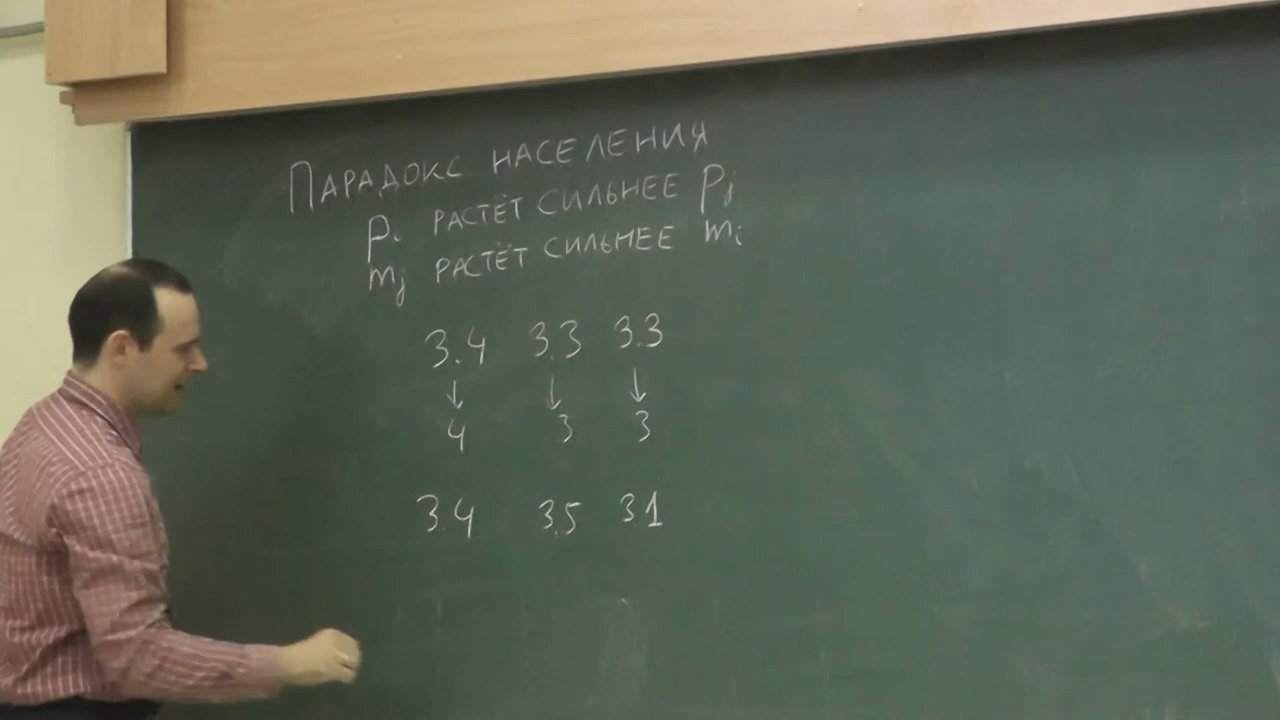 ПАРАДОКС НАСЕЛЕНИЯ
Pi РАСТЁТ СИЛЬНЕЕ Pj
mj РАСТЁТ СИЛЬНЕЕ mi
3.4 3.3 3.3
↓ ↓ ↓
4 3 3
3.4 3.5 3.1